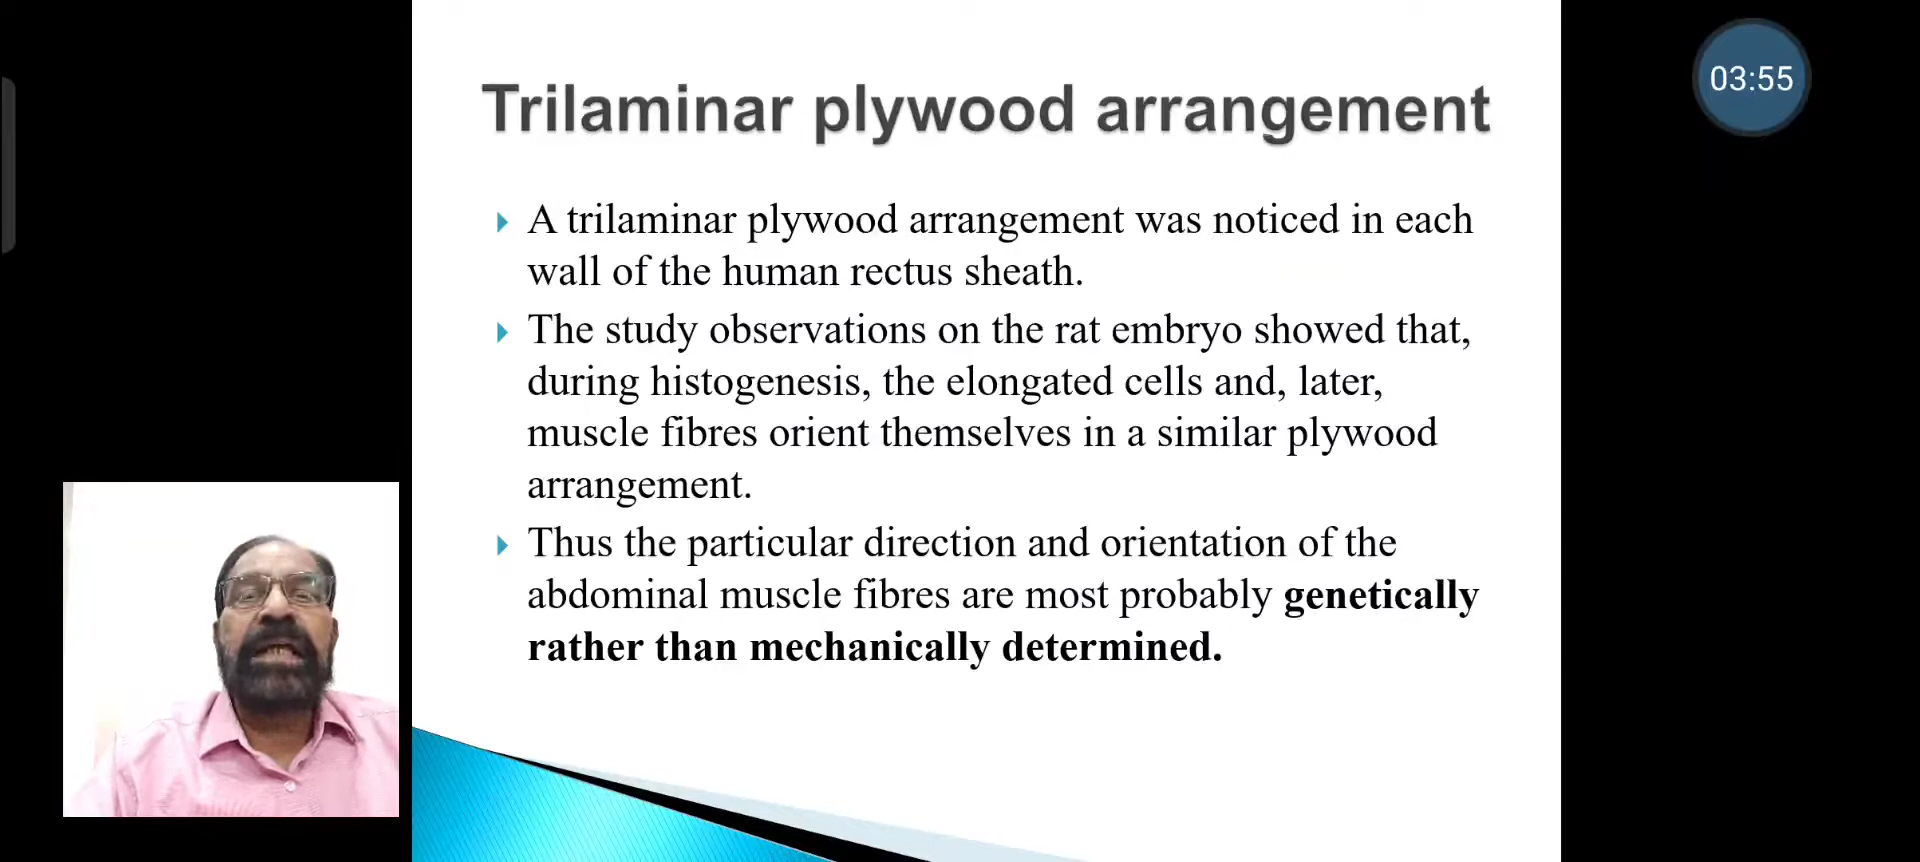 Trilaminar plywood arrangement
03:55
A trilaminar plywood arrangement was noticed in each
wall of the human rectus sheath.
The study observations on the rat embryo showed that,
during histogenesis, the elongated cells and, later,
muscle fibres orient themselves in a similar plywood
arrangement.
Thus the particular direction and orientation of the
abdominal muscle fibres are most probably genetically
rather than mechanically determined.